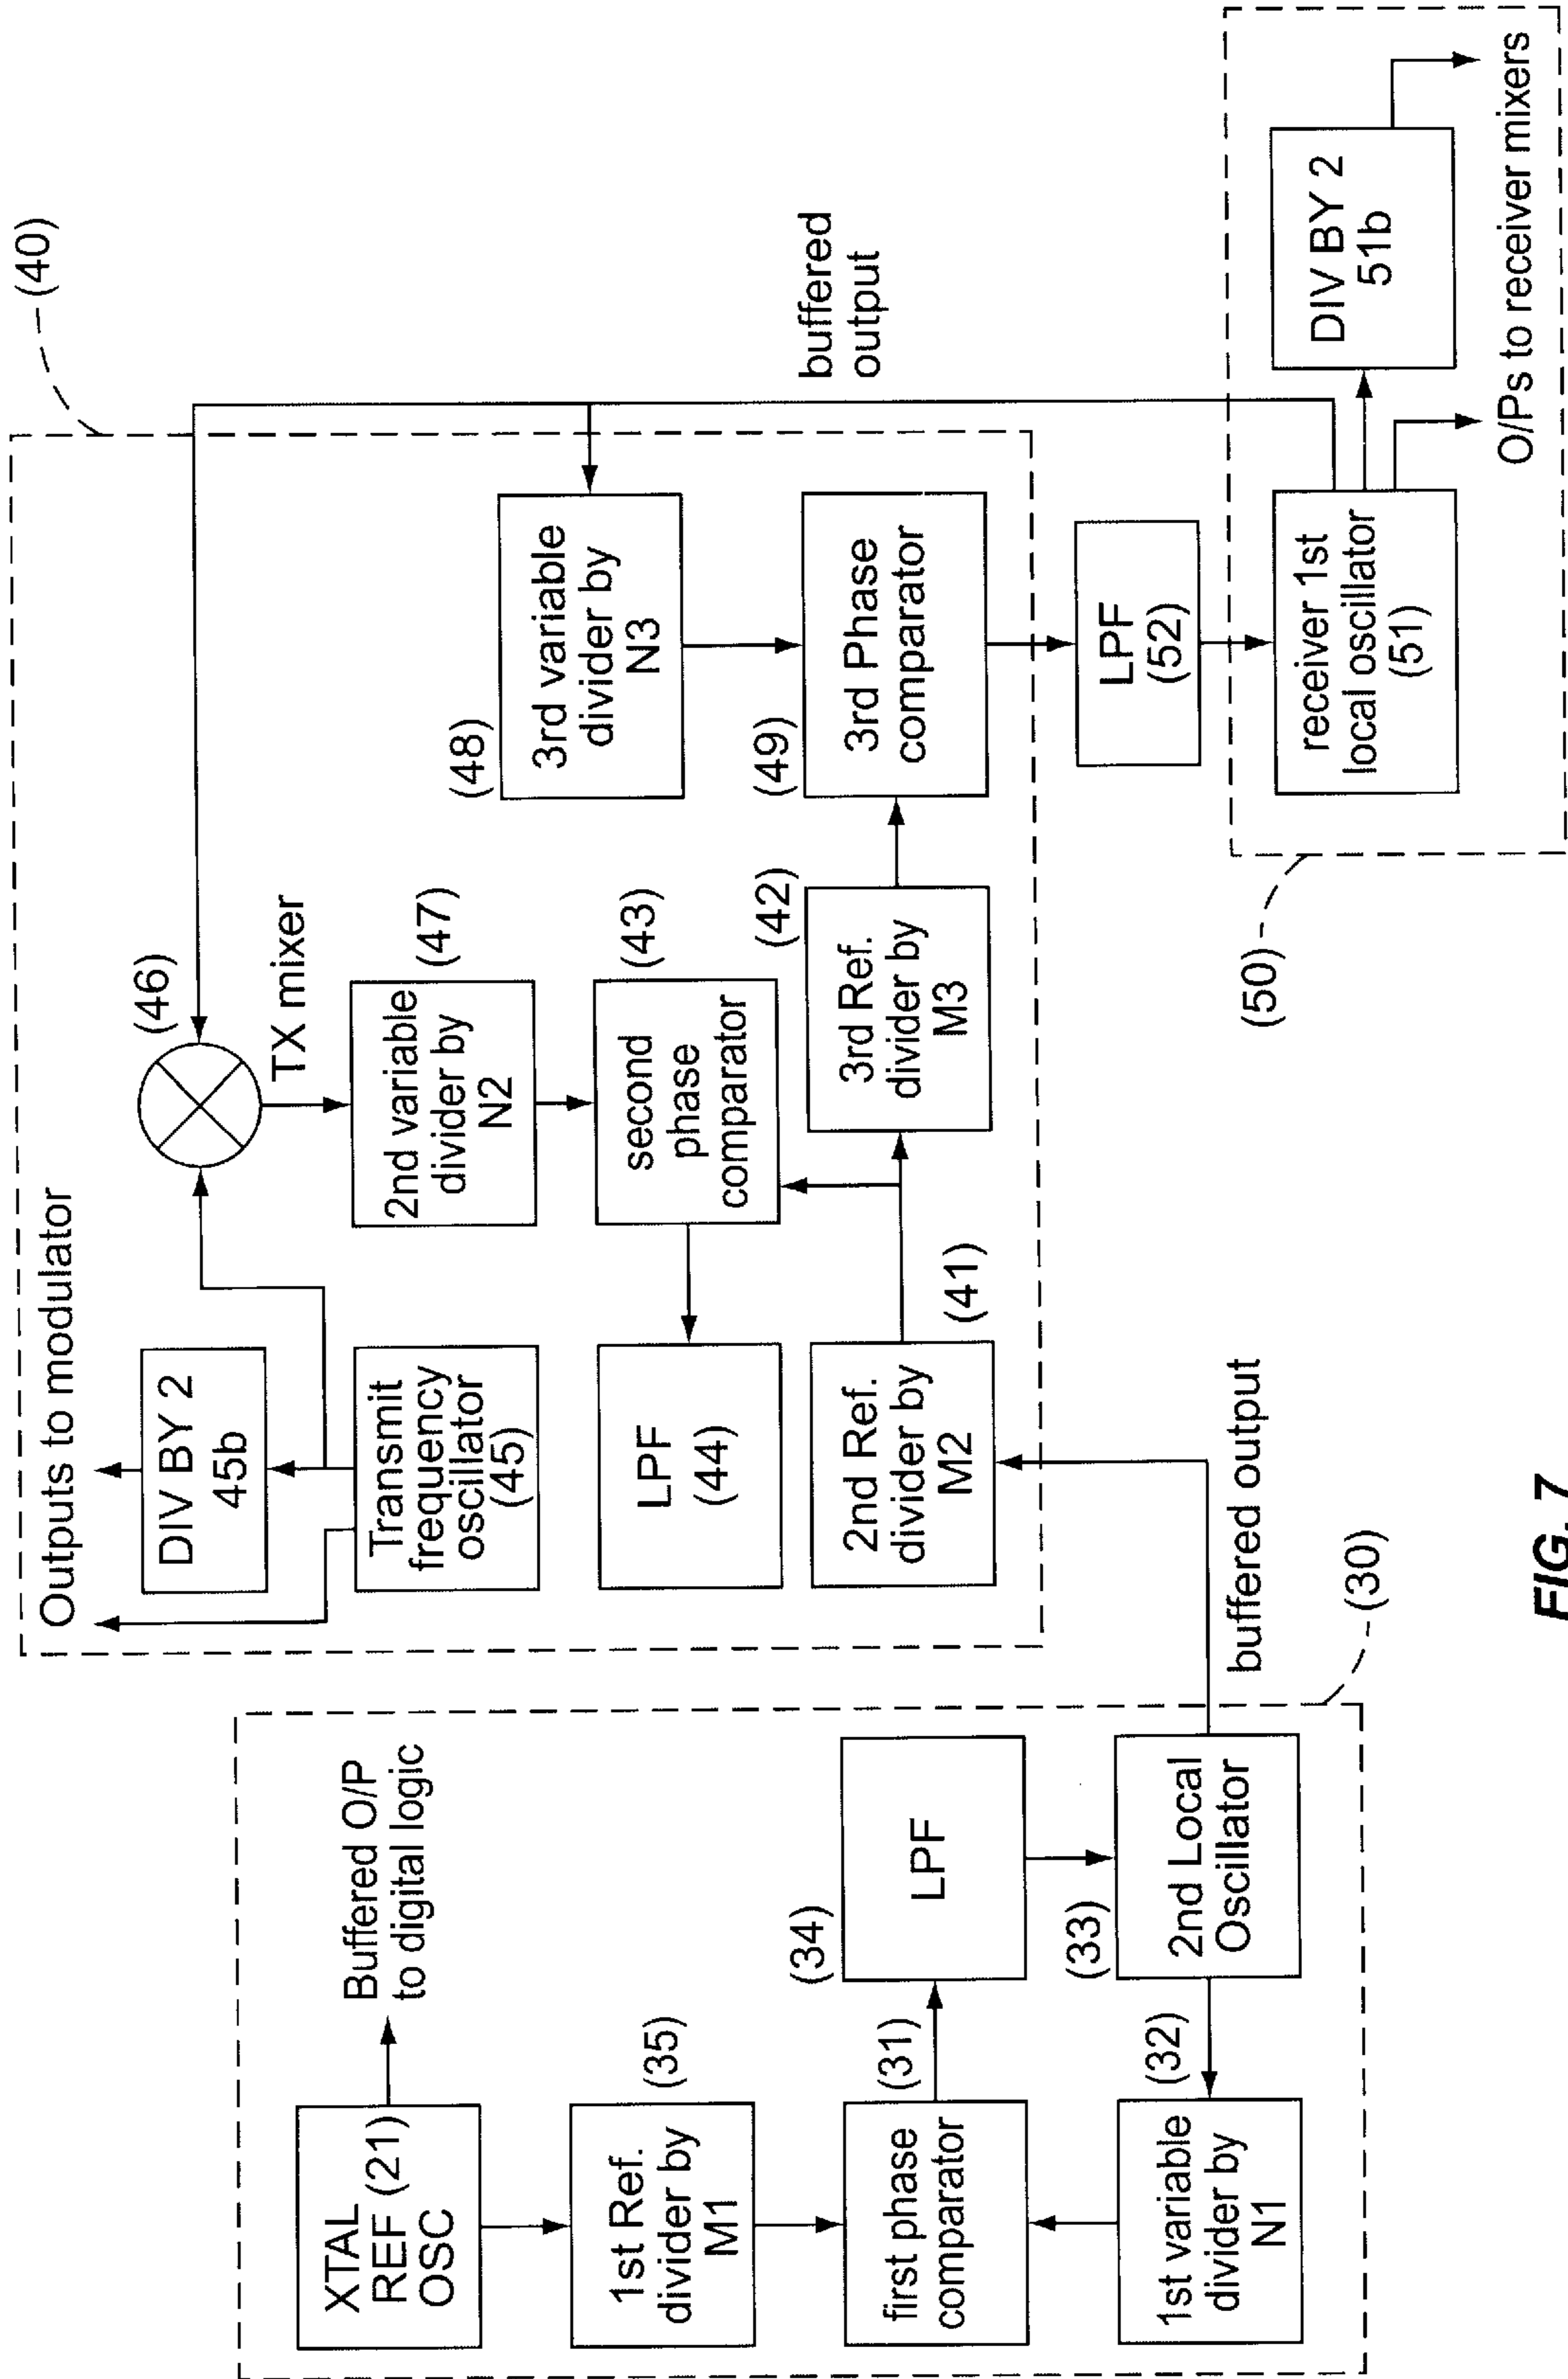 (40)
Outputs to modulator
DIV BY 2
45b
(46)
TX mixer
buffered
output
Transmit
frequency
oscillator
(45)
2nd variable
divider by
N2
(47)
(48)
3rd variable
divider by
N3
LPF
(44)
second
phase
comparator
(43)
2nd Ref.
divider by
M2
(41)
3rd Ref.
divider by
M3
(42)
(49)
3rd Phase
comparator
LPF
(52)
(50)
receiver 1st
local oscillator
(51)
DIV BY 2
51b
O/Ps to receiver mixers
XTAL
REF (21)
OSC
Buffered O/P
to digital logic
1st Ref.
divider by
M1
(35)
first phase
comparator
(31)
(34)
LPF
1st variable
divider by
N1
(32)
(33)
2nd Local
Oscillator
buffered output
(30)
FIG. 7